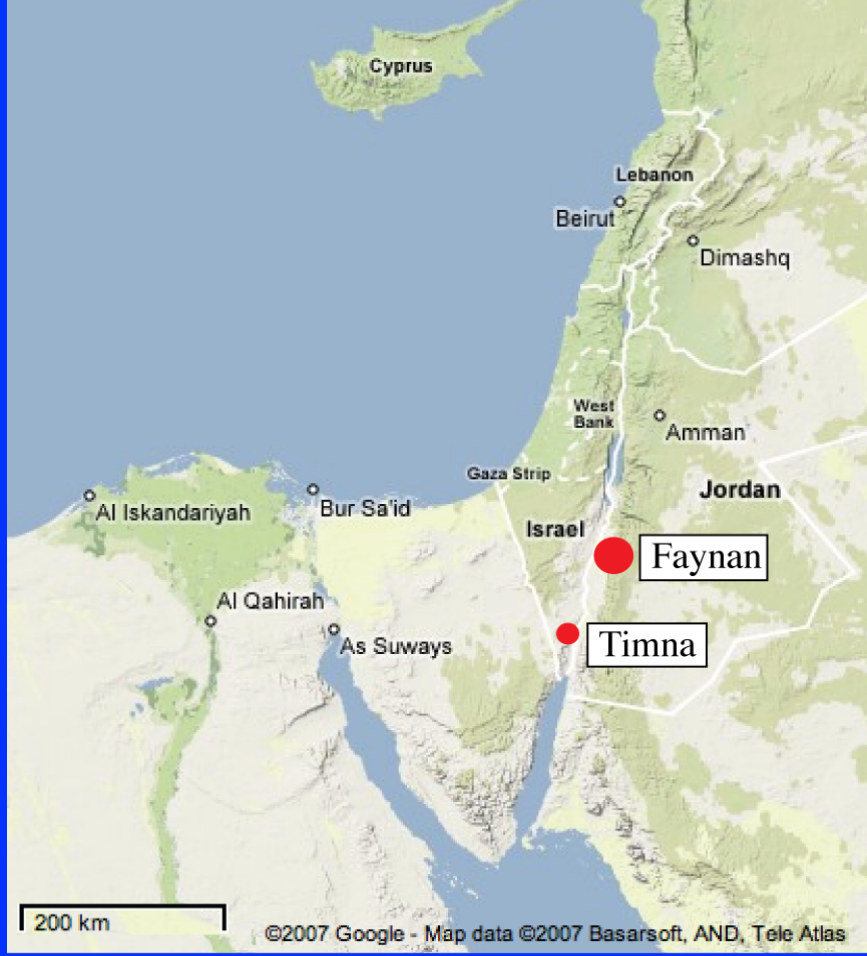 Cyprus
Lebanon
Beirut
Dimashq
West
Bank
Amman
Gaza Strip
Jordan
Al Iskandariyah
Bur Sa'id
Israel
Faynan
Al Qahirah
As Suways
Timna
200 km
©2007 Google - Map data ©2007 Basarsoft, AND, Tele Atlas